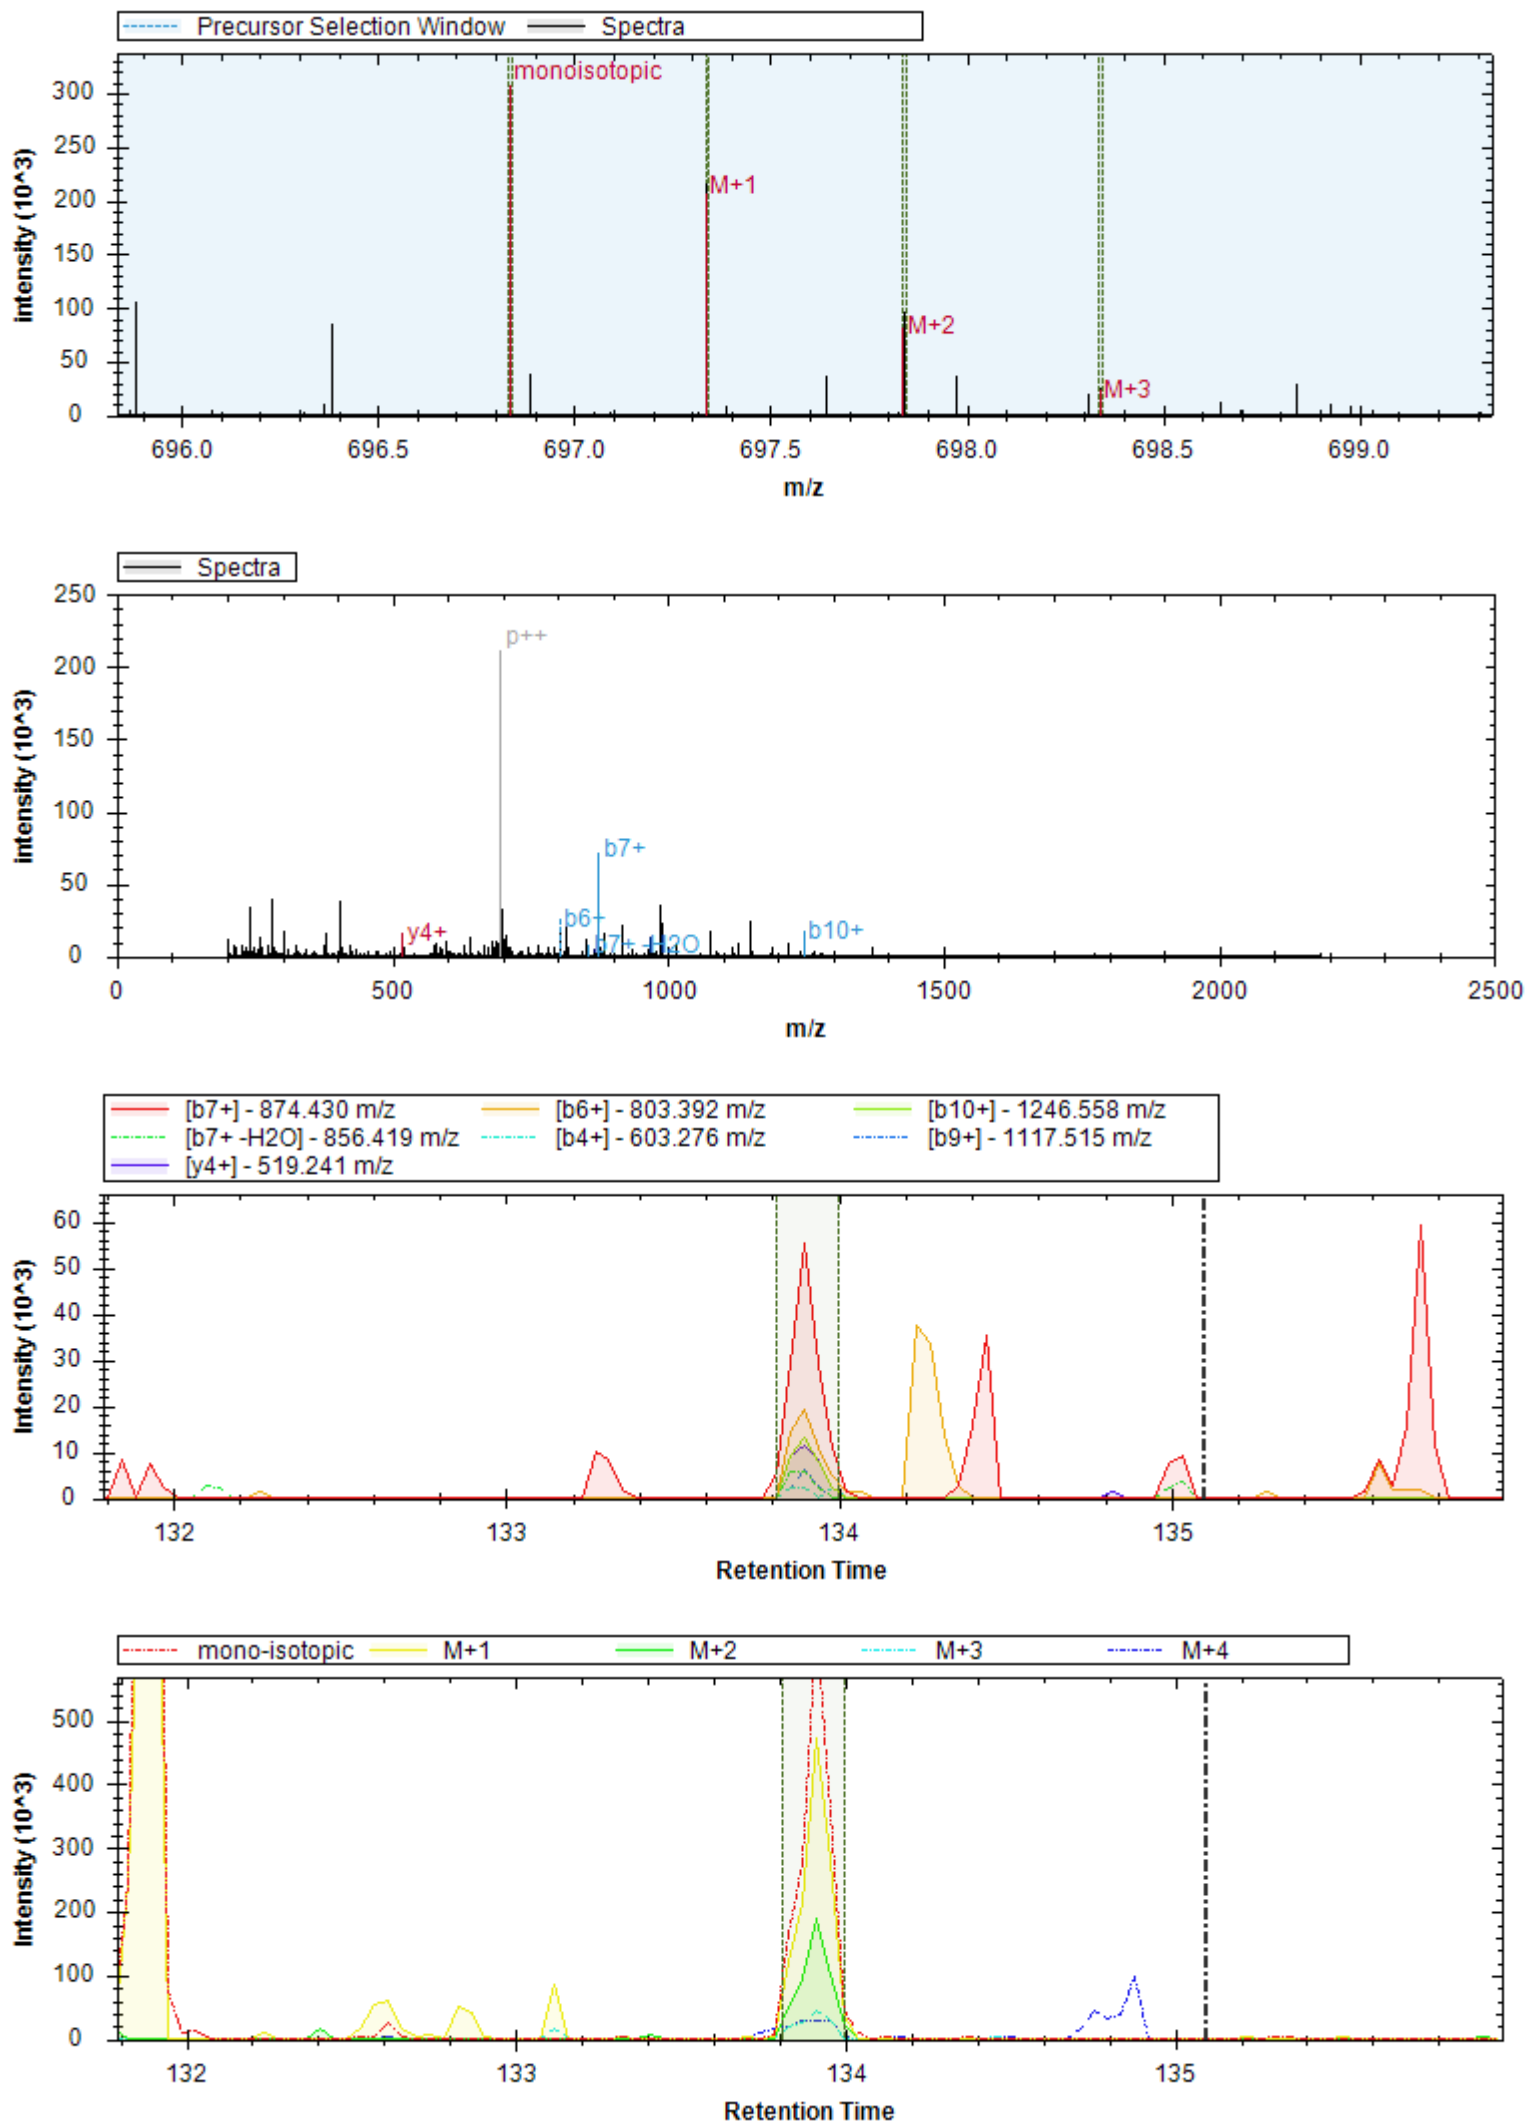 Precursor Selection Window Spectra
monoisotopic
M+1
M+2
M+3
300
250
200
150
100
50
0
intensity (10^3)
696.0 696.5 697.0 697.5 698.0 698.5 699.0
m/z
Spectra
250
200
150
100
50
0
intensity (10^3)
p++
b7+
b6+
y4+
b7+ -H2O
b10+
0 500 1000 1500 2000 2500
m/z
[b7+] - 874.430 m/z [b6+] - 803.392 m/z [b10+] - 1246.558 m/z
[b7+ -H2O] - 856.419 m/z [b4+] - 603.276 m/z [b9+] - 1117.515 m/z
[y4+] - 519.241 m/z
60
50
40
30
20
10
0
Intensity (10^3)
132 133 134 135
Retention Time
mono-isotopic M+1 M+2 M+3 M+4
500
400
300
200
100
0
Intensity (10^3)
132 133 134 135
Retention Time